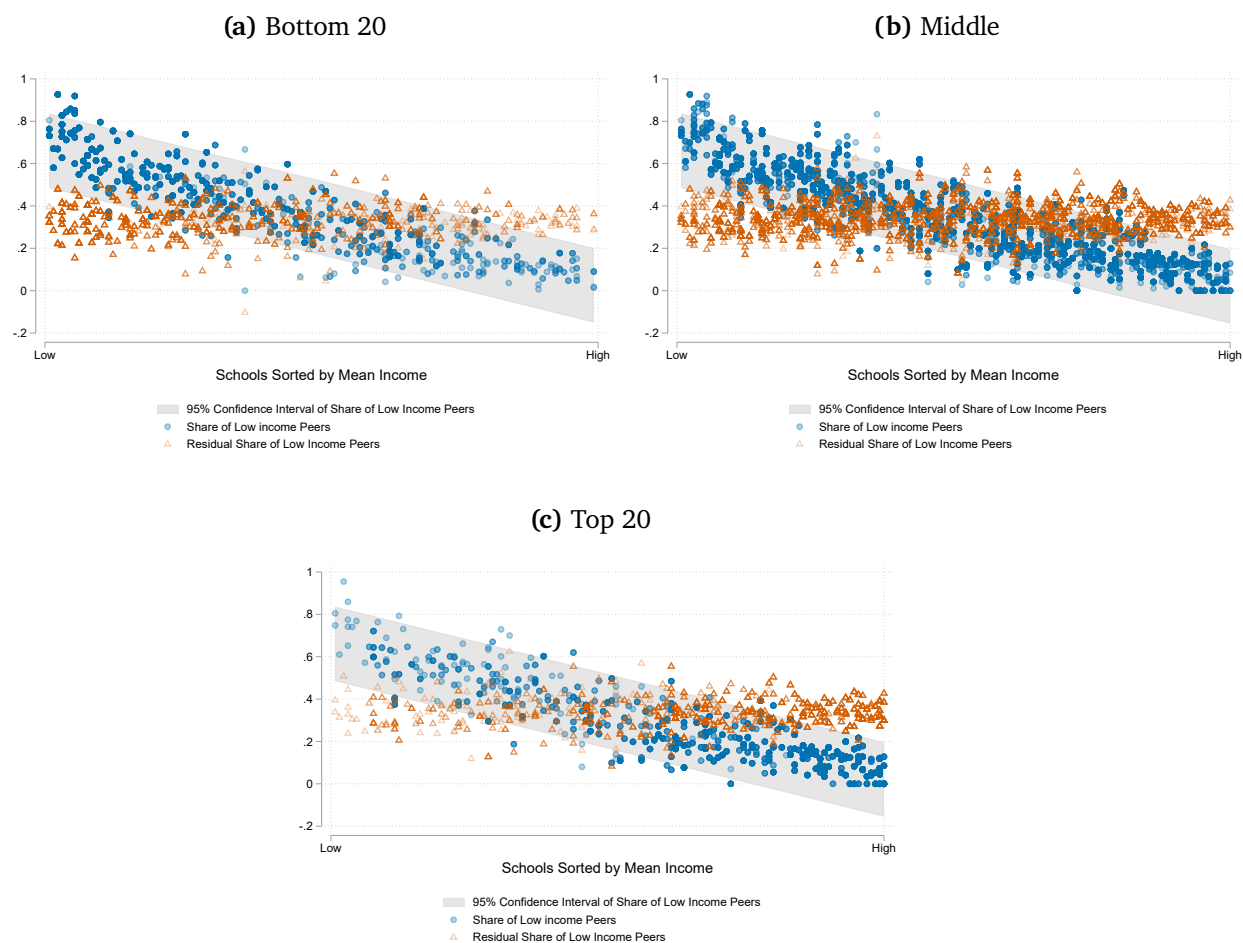 (a) Bottom 20
1
.8
.6
.4
.2
0
-.2
Low High
Schools Sorted by Mean Income
95% Confidence Interval of Share of Low Income Peers
Share of Low income Peers
Residual Share of Low Income Peers
(b) Middle
1
.8
.6
.4
.2
0
-.2
Low High
Schools Sorted by Mean Income
95% Confidence Interval of Share of Low Income Peers
Share of Low income Peers
Residual Share of Low Income Peers
(c) Top 20
1
.8
.6
.4
.2
0
-.2
Low High
Schools Sorted by Mean Income
95% Confidence Interval of Share of Low Income Peers
Share of Low income Peers
Residual Share of Low Income Peers